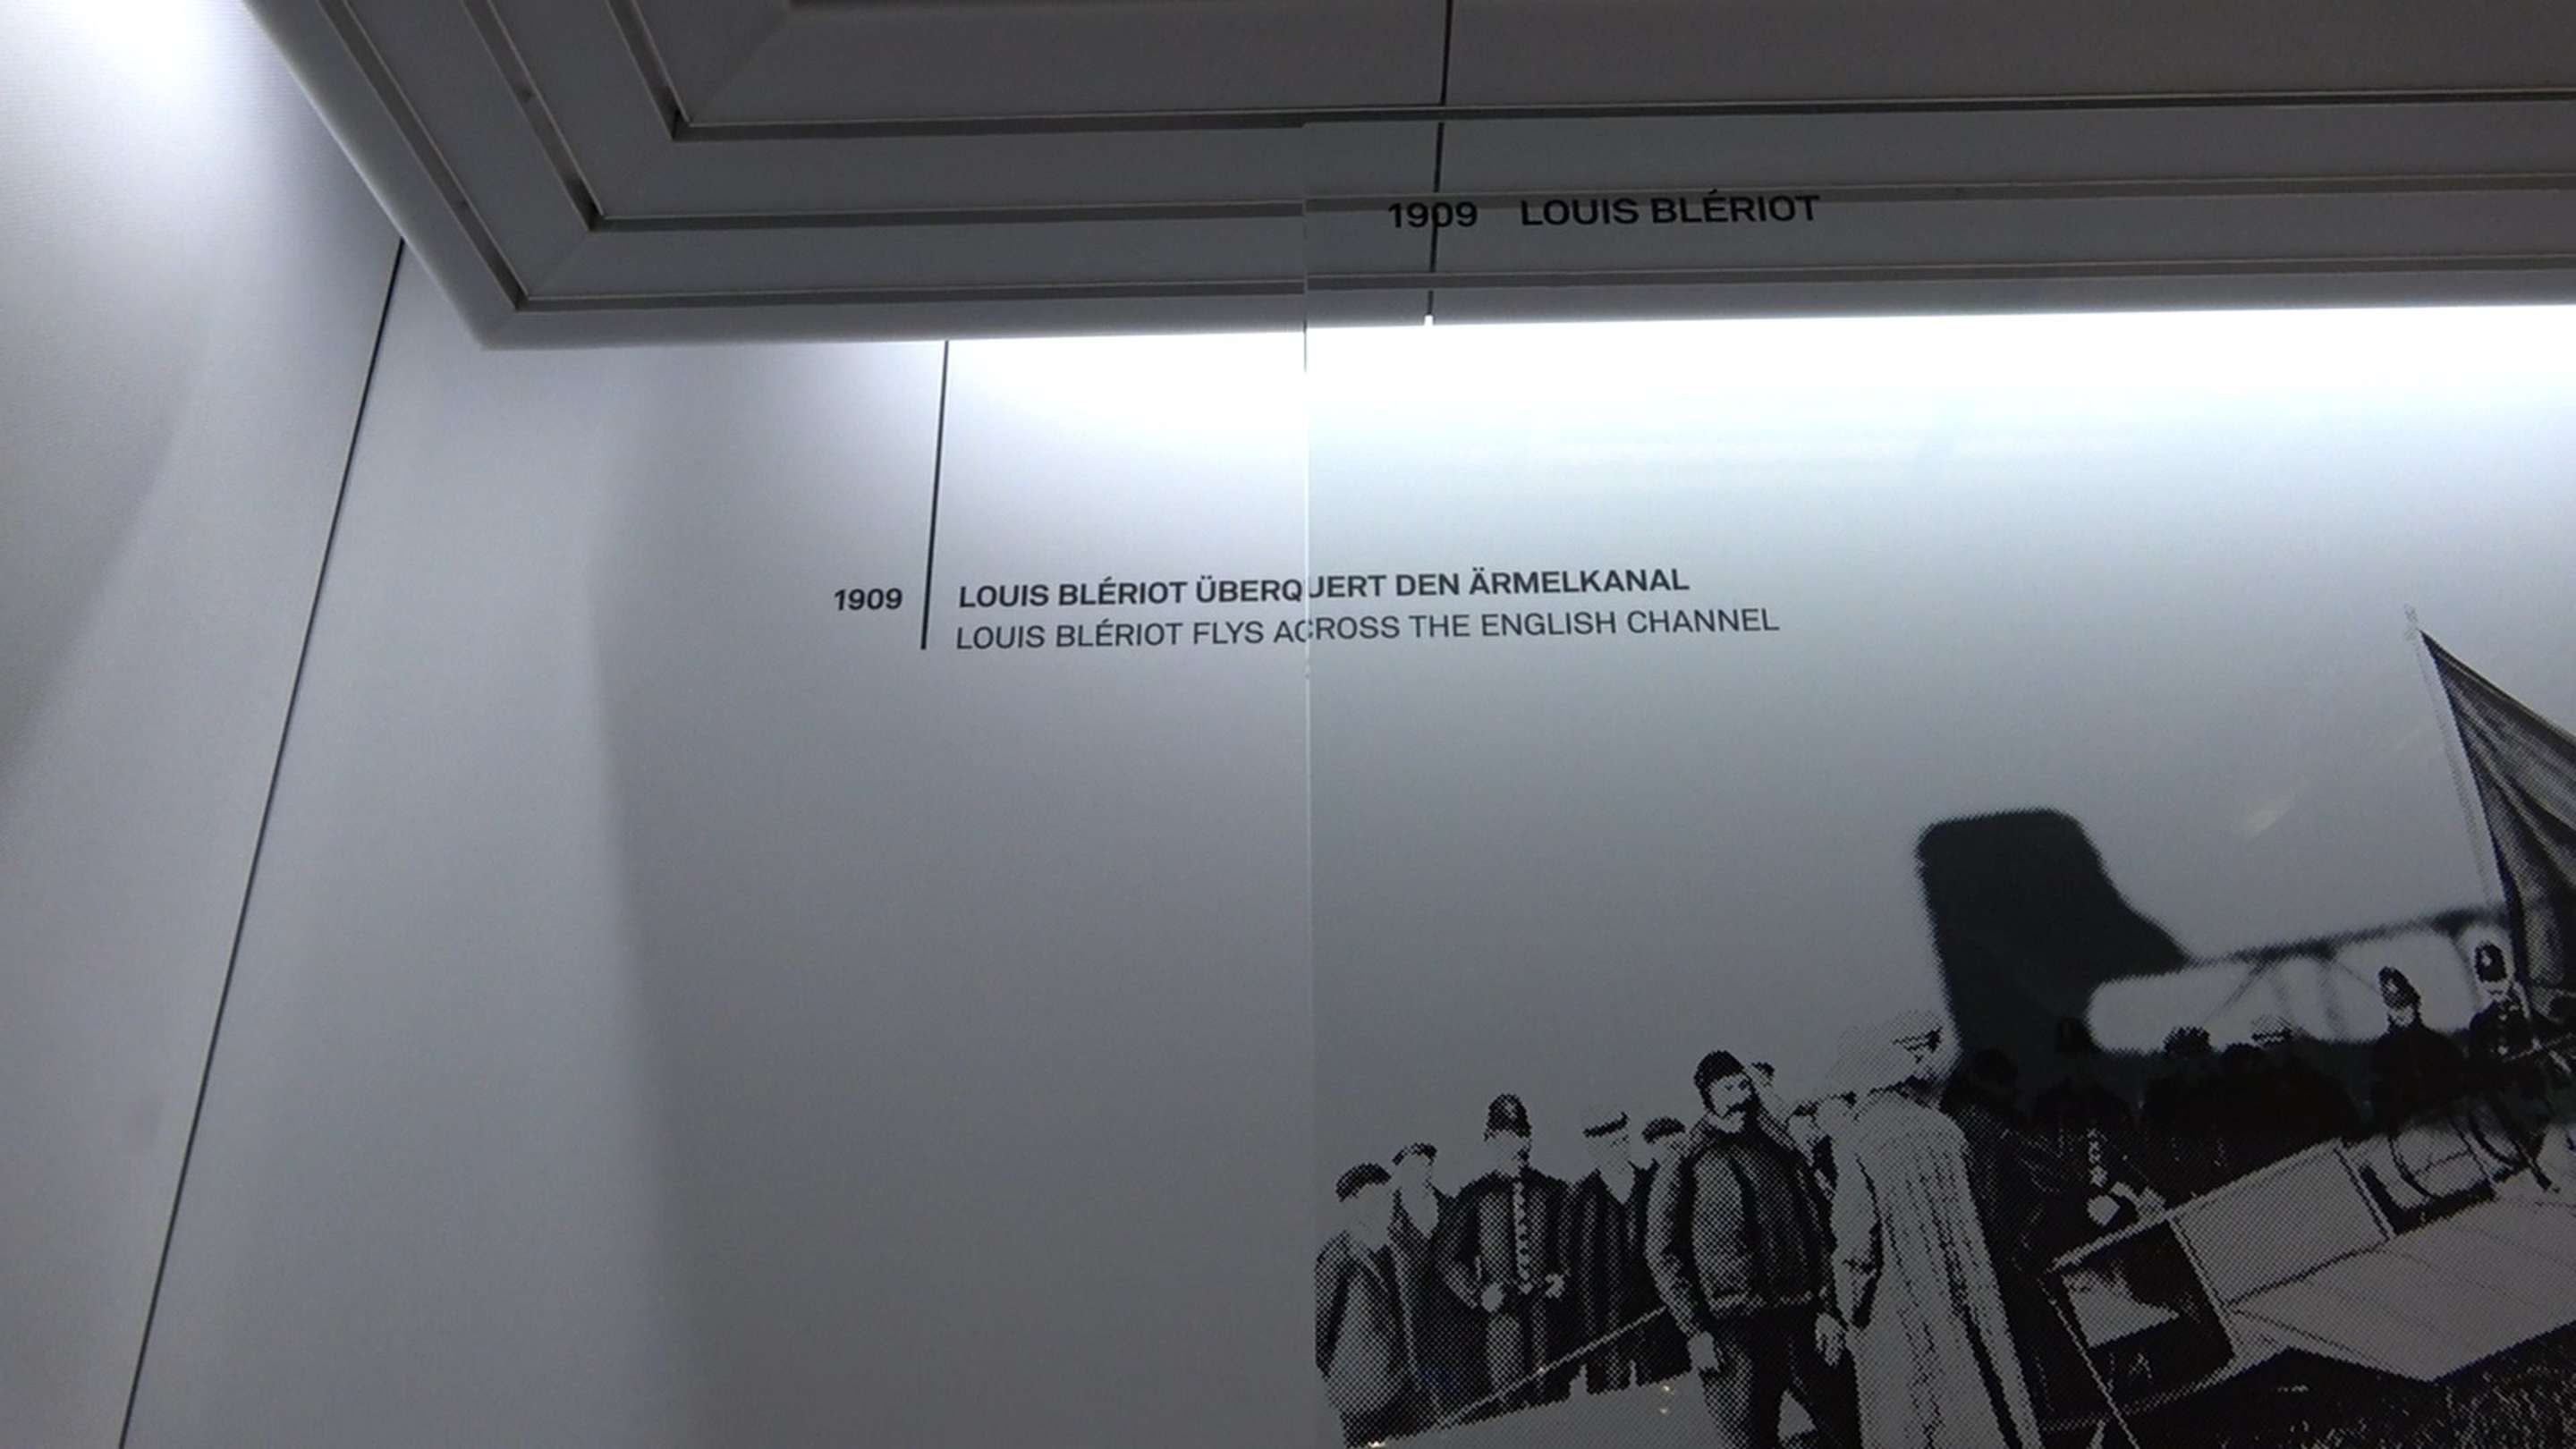 1909 LOUIS BLÉRIOT
1909 LOUIS BLÉRIOT ÜBERQUERT DEN ÄRMELKANAL
LOUIS BLÉRIOT FLYS ACROSS THE ENGLISH CHANNEL